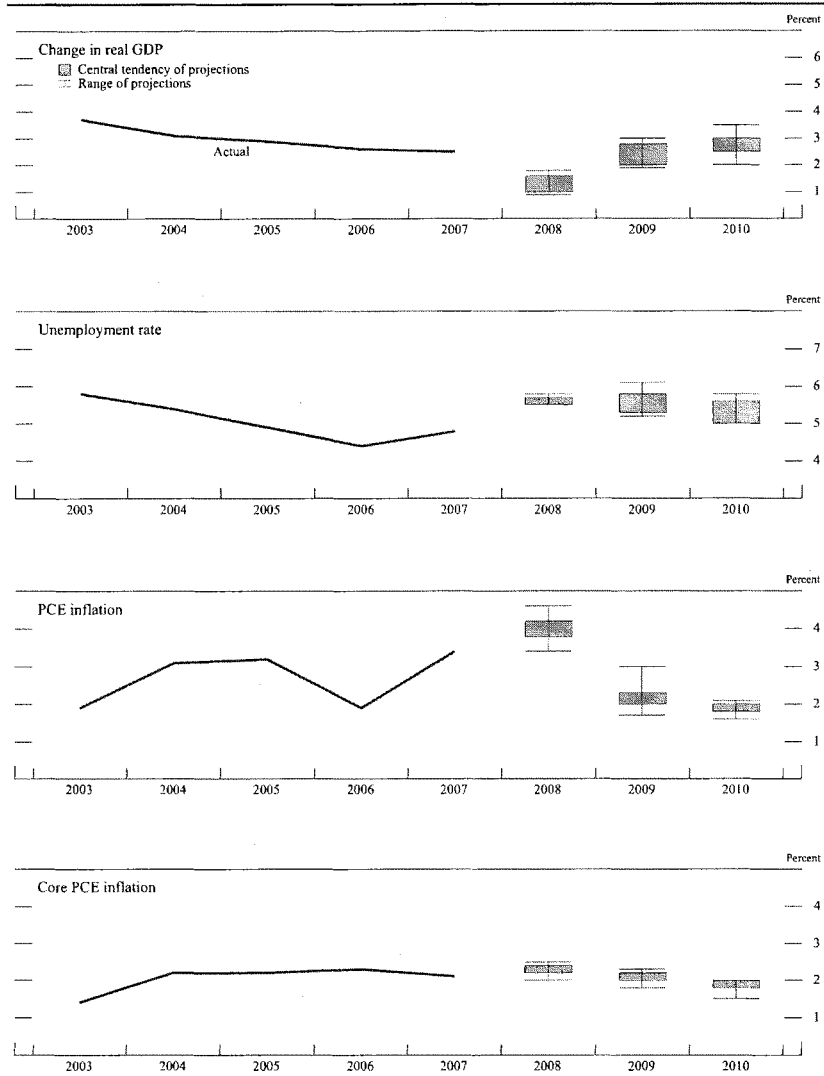 Percent
Change in real GDP
Central tendency of projections
Range of projections
6
5
4
3
2
1
Actual
2003 2004 2005 2006 2007 2008 2009 2010
Percent
Unemployment rate
7
6
5
4
2003 2004 2005 2006 2007 2008 2009 2010
Percent
PCE inflation
4
3
2
1
2003 2004 2005 2006 2007 2008 2009 2010
Percent
Core PCE inflation
4
3
2
1
2003 2004 2005 2006 2007 2008 2009 2010